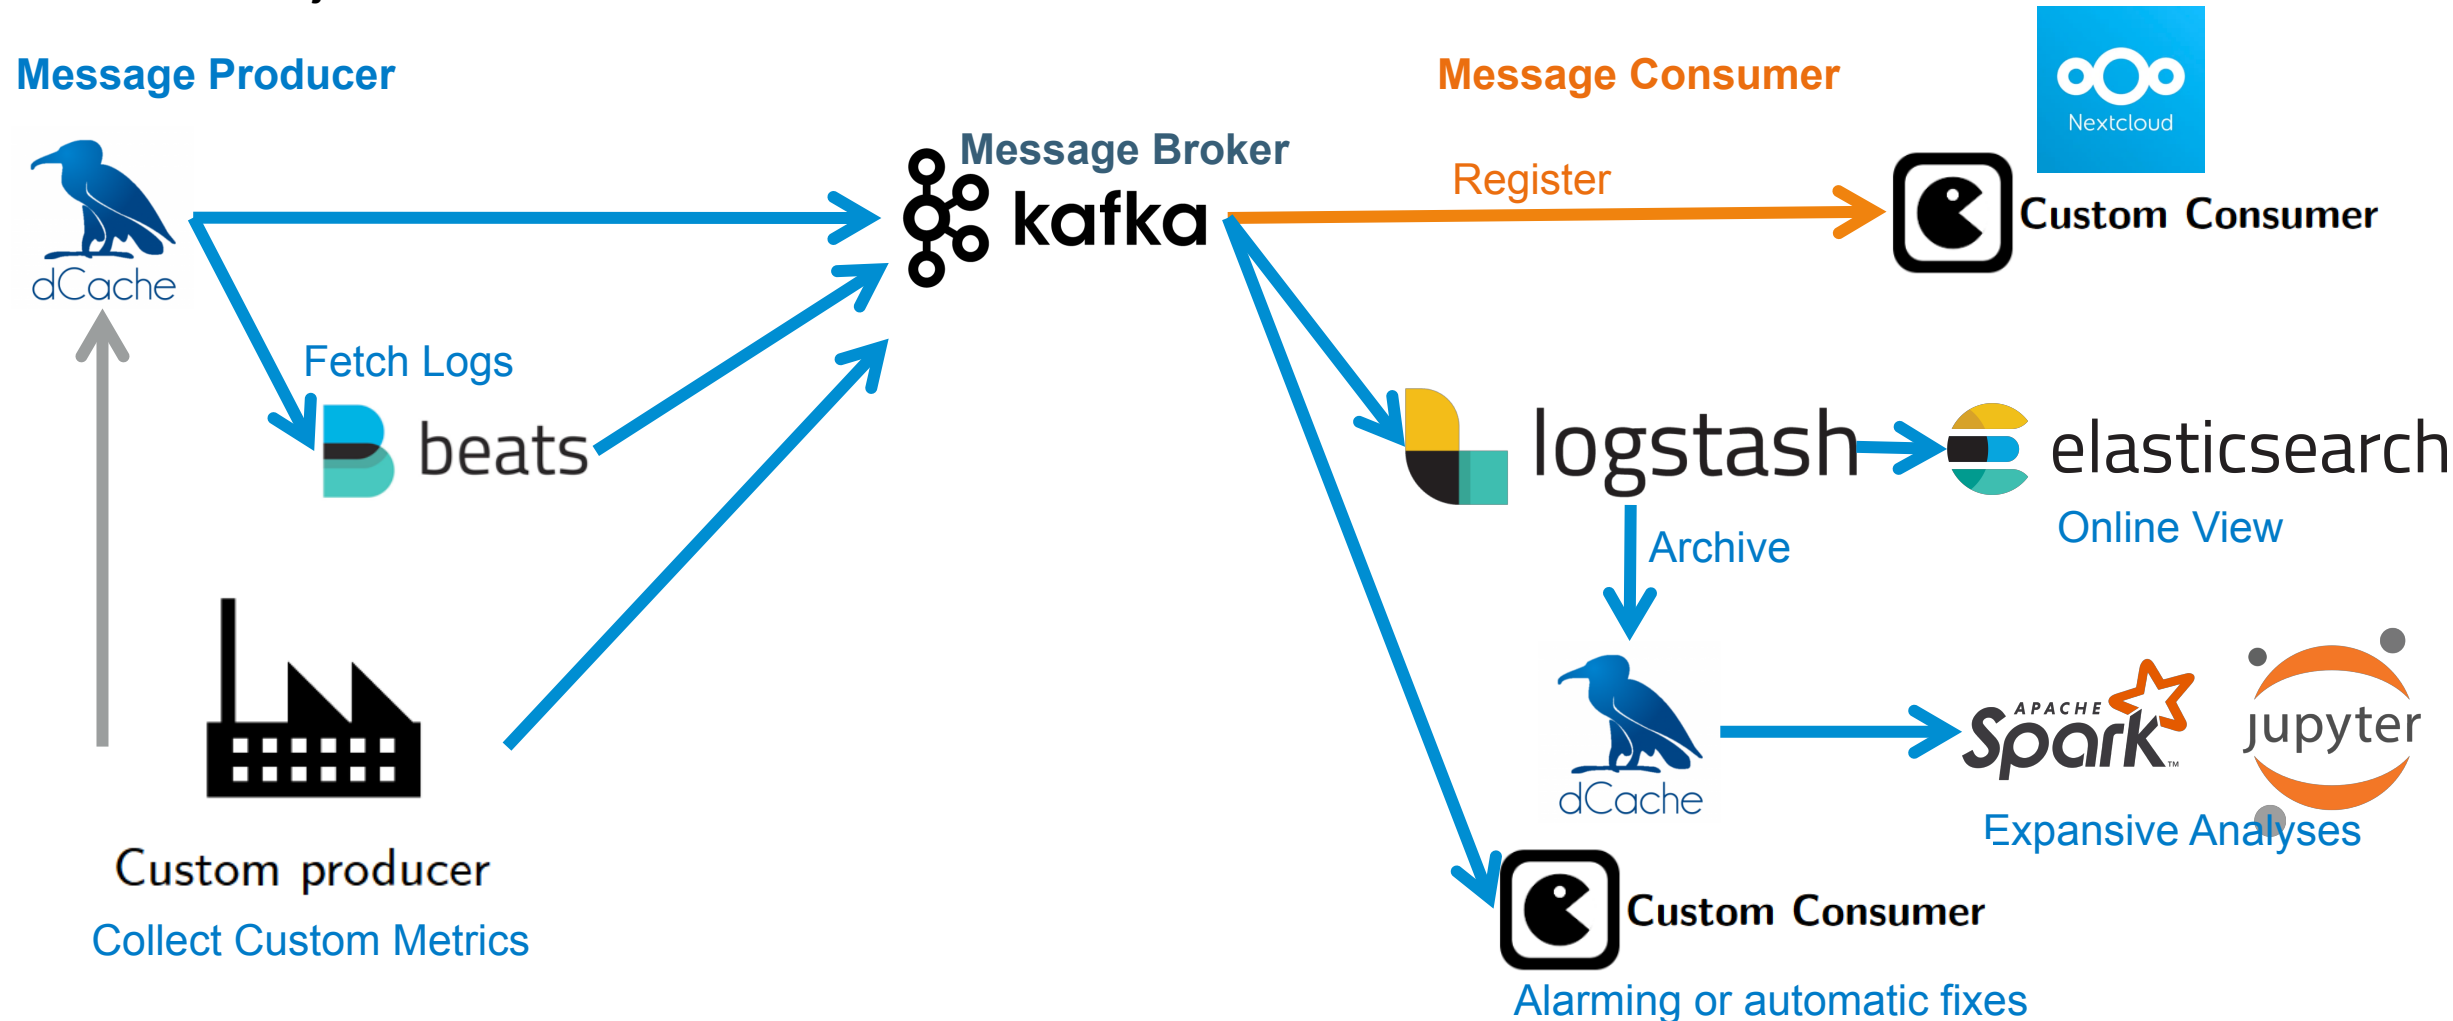 Message Producer
Message Consumer
Nextcloud
Message Broker
Register
kafka
Custom Consumer
dCache
Fetch Logs
beats
logstash
elasticsearch
Online View
Archive
APACHE
Spark™
jupyter
dCache
Expansive Analyses
Custom producer
Custom Consumer
Collect Custom Metrics
Alarming or automatic fixes